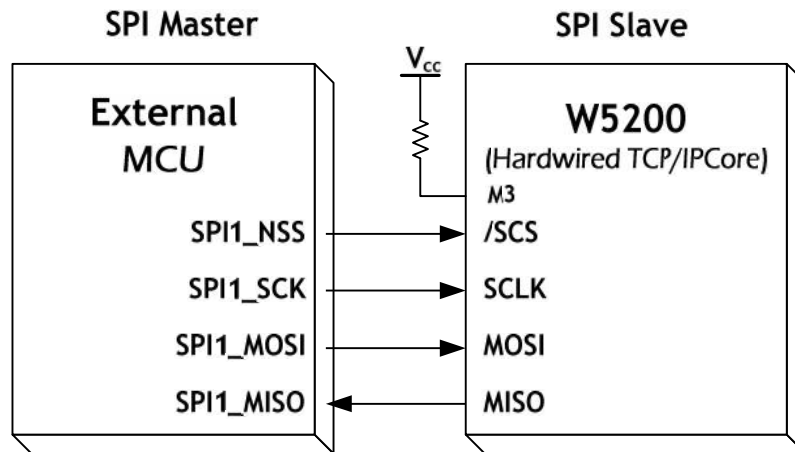 SPI Master
SPI Slave
Vcc
External
MCU
W5200
(Hardwired TCP/IPCore)
M3
SPI1_NSS
/SCS
SPI1_SCK
SCLK
SPI1_MOSI
MOSI
SPI1_MISO
MISO